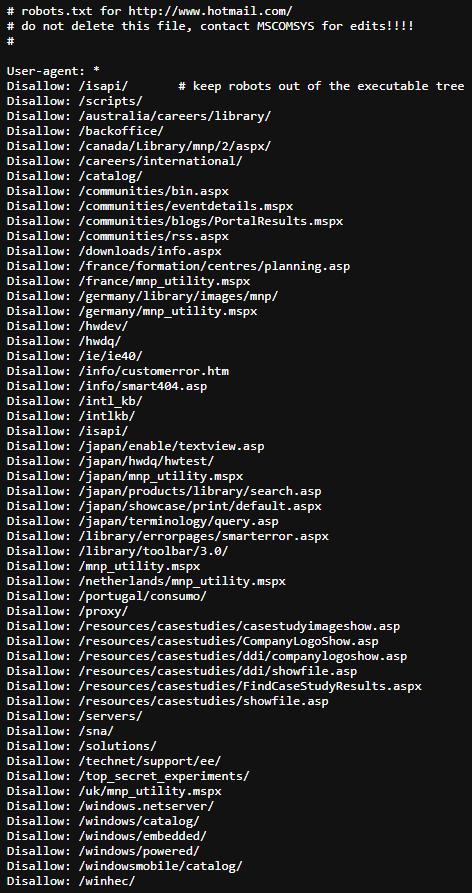 # robots.txt for http://www.hotmail.com/
# do not delete this file, contact MSCOMSYS for edits!!!!
#
User-agent: *
Disallow: /isapi/       # keep robots out of the executable tree
Disallow: /scripts/
Disallow: /australia/careers/library/
Disallow: /backoffice/
Disallow: /canada/Library/mnp/2/aspx/
Disallow: /careers/international/
Disallow: /catalog/
Disallow: /communities/bin.aspx
Disallow: /communities/eventdetails.mspx
Disallow: /communities/blogs/PortalResults.mspx
Disallow: /communities/rss.aspx
Disallow: /downloads/info.aspx
Disallow: /france/formation/centres/planning.asp
Disallow: /france/mnp_utility.mspx
Disallow: /germany/library/images/mnp/
Disallow: /germany/mnp_utility.mspx
Disallow: /hwdev/
Disallow: /hwdq/
Disallow: /ie/ie40/
Disallow: /info/customerror.htm
Disallow: /info/smart404.asp
Disallow: /intl_kb/
Disallow: /intlkb/
Disallow: /isapi/
Disallow: /japan/enable/textview.asp
Disallow: /japan/hwdq/hwtest/
Disallow: /japan/mnp_utility.mspx
Disallow: /japan/products/library/search.asp
Disallow: /japan/showcase/print/default.aspx
Disallow: /japan/terminology/query.asp
Disallow: /library/errorpages/smarterror.aspx
Disallow: /library/toolbar/3.0/
Disallow: /mnp_utility.mspx
Disallow: /netherlands/mnp_utility.mspx
Disallow: /portugal/consumo/
Disallow: /proxy/
Disallow: /resources/casestudies/casestudyimageshow.asp
Disallow: /resources/casestudies/CompanyLogoShow.asp
Disallow: /resources/casestudies/ddi/companylogoshow.asp
Disallow: /resources/casestudies/ddi/showfile.asp
Disallow: /resources/casestudies/FindCaseStudyResults.aspx
Disallow: /resources/casestudies/showfile.asp
Disallow: /servers/
Disallow: /sna/
Disallow: /solutions/
Disallow: /technet/support/ee/
Disallow: /top_secret_experiments/
Disallow: /uk/mnp_utility.mspx
Disallow: /windows.netserver/
Disallow: /windows/catalog/
Disallow: /windows/embedded/
Disallow: /windows/powered/
Disallow: /windowsmobile/catalog/
Disallow: /winhec/